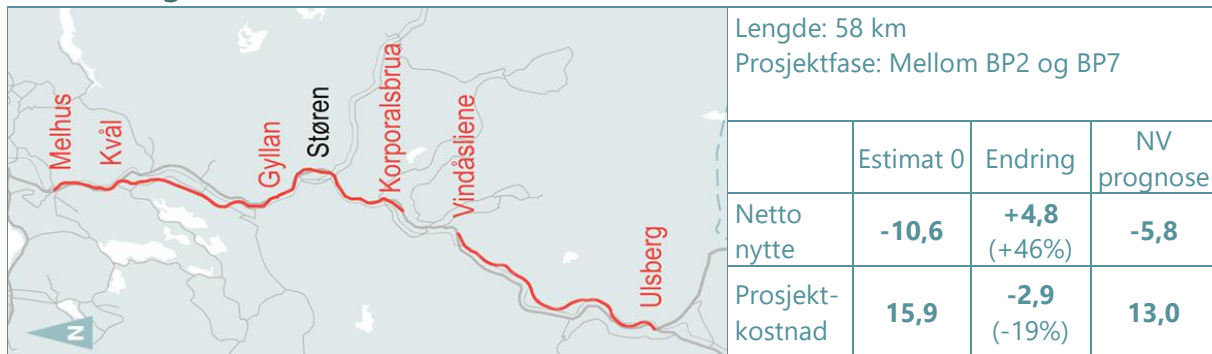 Melhus
Kvål
Gyllan
Støren
Korporalsbrua
Vindåsliene
Ulsberg
N
Lengde: 58 km
Prosjektfase: Mellom BP2 og BP7
Estimat 0 Endring NV
prognose
Netto
nytte
-10,6 +4,8
(+46%) -5,8
Prosjekt-
kostnad
15,9 -2,9
(-19%) 13,0